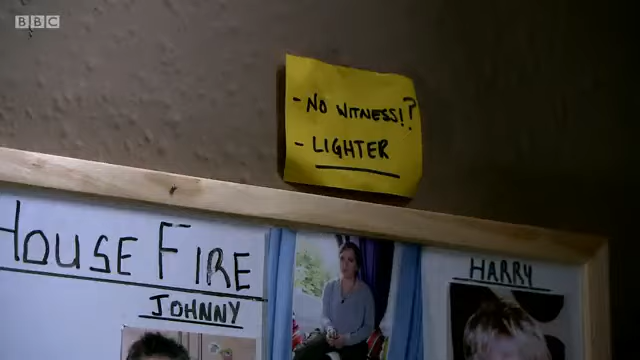 BBC
- NO WITNESS!?
- LIGHTER
HOUSE FIRE
JOHNNY
HARRY